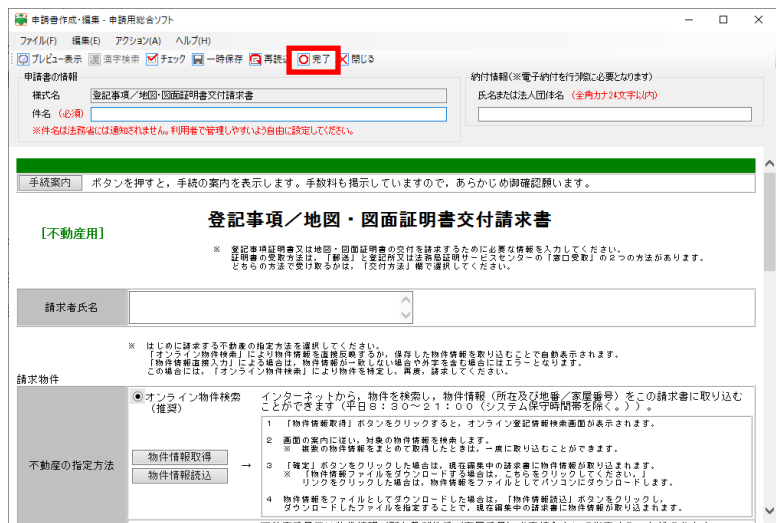 申請書作成・編集 - 申請用総合ソフト
ファイル(F) 編集(E) アクション(A) ヘルプ(H)
プレビュー表示 漢字検索 チェック 一時保存 再読込 完了 閉じる
申請書の情報
様式名 登記事項/地図・図面証明書交付請求書
件名 (必須)
※件名は法務省には通知されません。利用者で管理しやすいよう自由に設定してください。
納付情報(※電子納付を行う際に必要となります)
氏名または法人団体名 (全角カナ24文字以内)
手続案内 ボタンを押すと,手続の案内を表示します。手数料も掲示していますので,あらかじめ御確認願います。
[不動産用]
登記事項/地図・図面証明書交付請求書
※ 登記事項証明書又は地図・図面証明書の交付を請求するために必要な情報を入力してください。
証明書の受取方法は,「郵送」と登記所又は法務局証明サービスセンターの「窓口受取」の2つの方法があります。
どちらの方法で受け取るかは,「交付方法」欄で選択してください。
請求者氏名
※ はじめに請求する不動産の指定方法を選択してください。
「オンライン物件検索」により物件情報を直接反映するか,保存した物件情報を取り込むことで自動表示されます。
「物件情報直接入力」による場合は,物件情報が一致しない場合や外字を含む場合にはエラーとなります。
この場合には,「オンライン物件検索」により物件を特定し,再度,請求してください。
請求物件
不動産の指定方法
オンライン物件検索
(推奨)
物件情報取得
物件情報読込
→
インターネットから,物件を検索し,物件情報(所在及び地番/家屋番号)をこの請求書に取り込む
ことができます(平日8:30~21:00(システム保守時間帯を除く。))。
1 「物件情報取得」ボタンをクリックすると,オンライン登記情報検索画面が表示されます。
2 画面の案内に従い,対象の物件情報を検索します。
※ 複数の物件情報をまとめて取得したときは,一度に取り込むことができます。
3 「確定」ボタンをクリックした場合は,現在編集中の請求書に物件情報が取り込まれます。
※ 「物件情報ファイルをダウンロードする場合は,こちらをクリックしてください。」
リンクをクリックした場合は,物件情報をファイルとしてパソコンにダウンロードします。
4 物件情報をファイルとしてダウンロードした場合は,「物件情報読込」ボタンをクリックし,
ダウンロードしたファイルを指定することで,現在編集中の請求書に物件情報が取り込まれます。